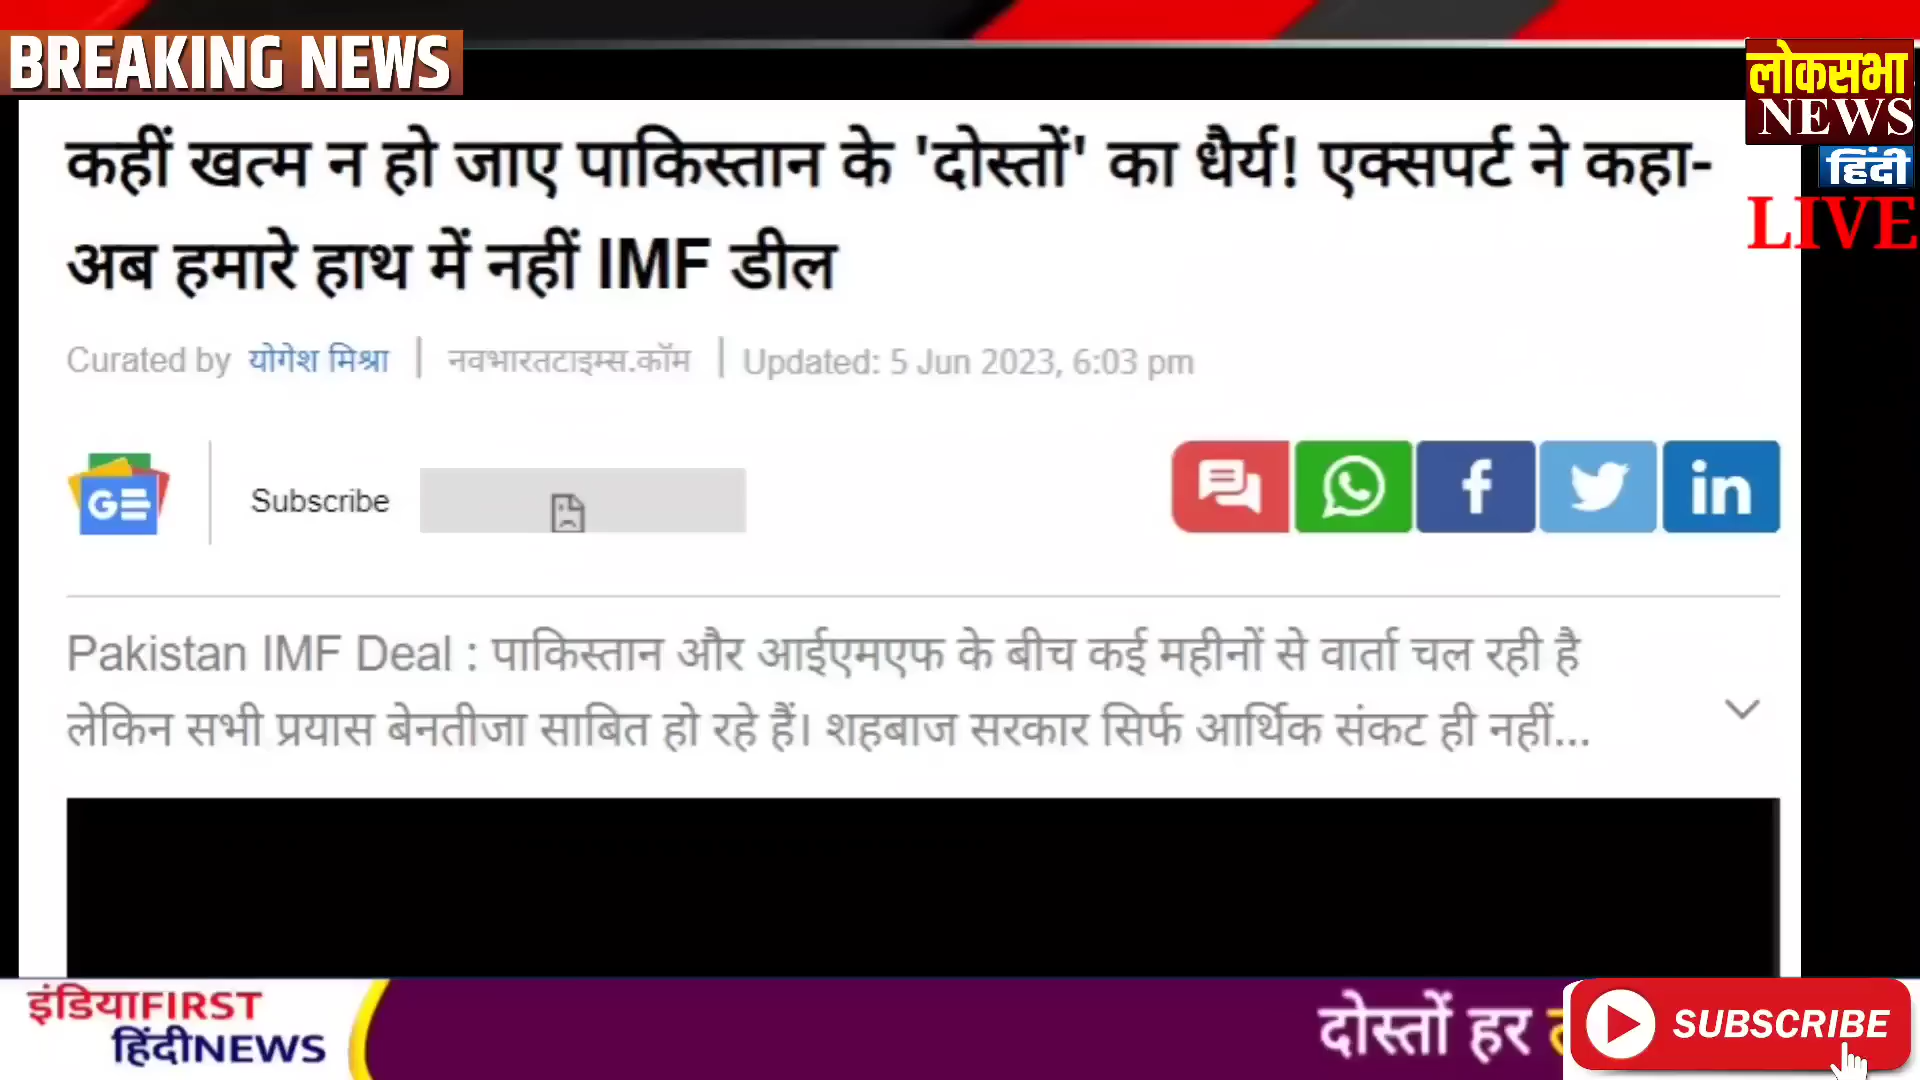 BREAKING NEWS
लोकसभा
NEWS
हिंदी
LIVE
कहीं खत्म न हो जाए पाकिस्तान के 'दोस्तों' का धैर्य! एक्सपर्ट ने कहा-
अब हमारे हाथ में नहीं IMF डील
Curated by योगेश मिश्रा | नवभारतटाइम्स.कॉम | Updated: 5 Jun 2023, 6:03 pm
Subscribe
Pakistan IMF Deal : पाकिस्तान और आईएमएफ के बीच कई महीनों से वार्ता चल रही है
लेकिन सभी प्रयास बेनतीजा साबित हो रहे हैं। शहबाज सरकार सिर्फ आर्थिक संकट ही नहीं...
इंडियाFIRST
हिंदीNEWS
दोस्तों हर
SUBSCRIBE